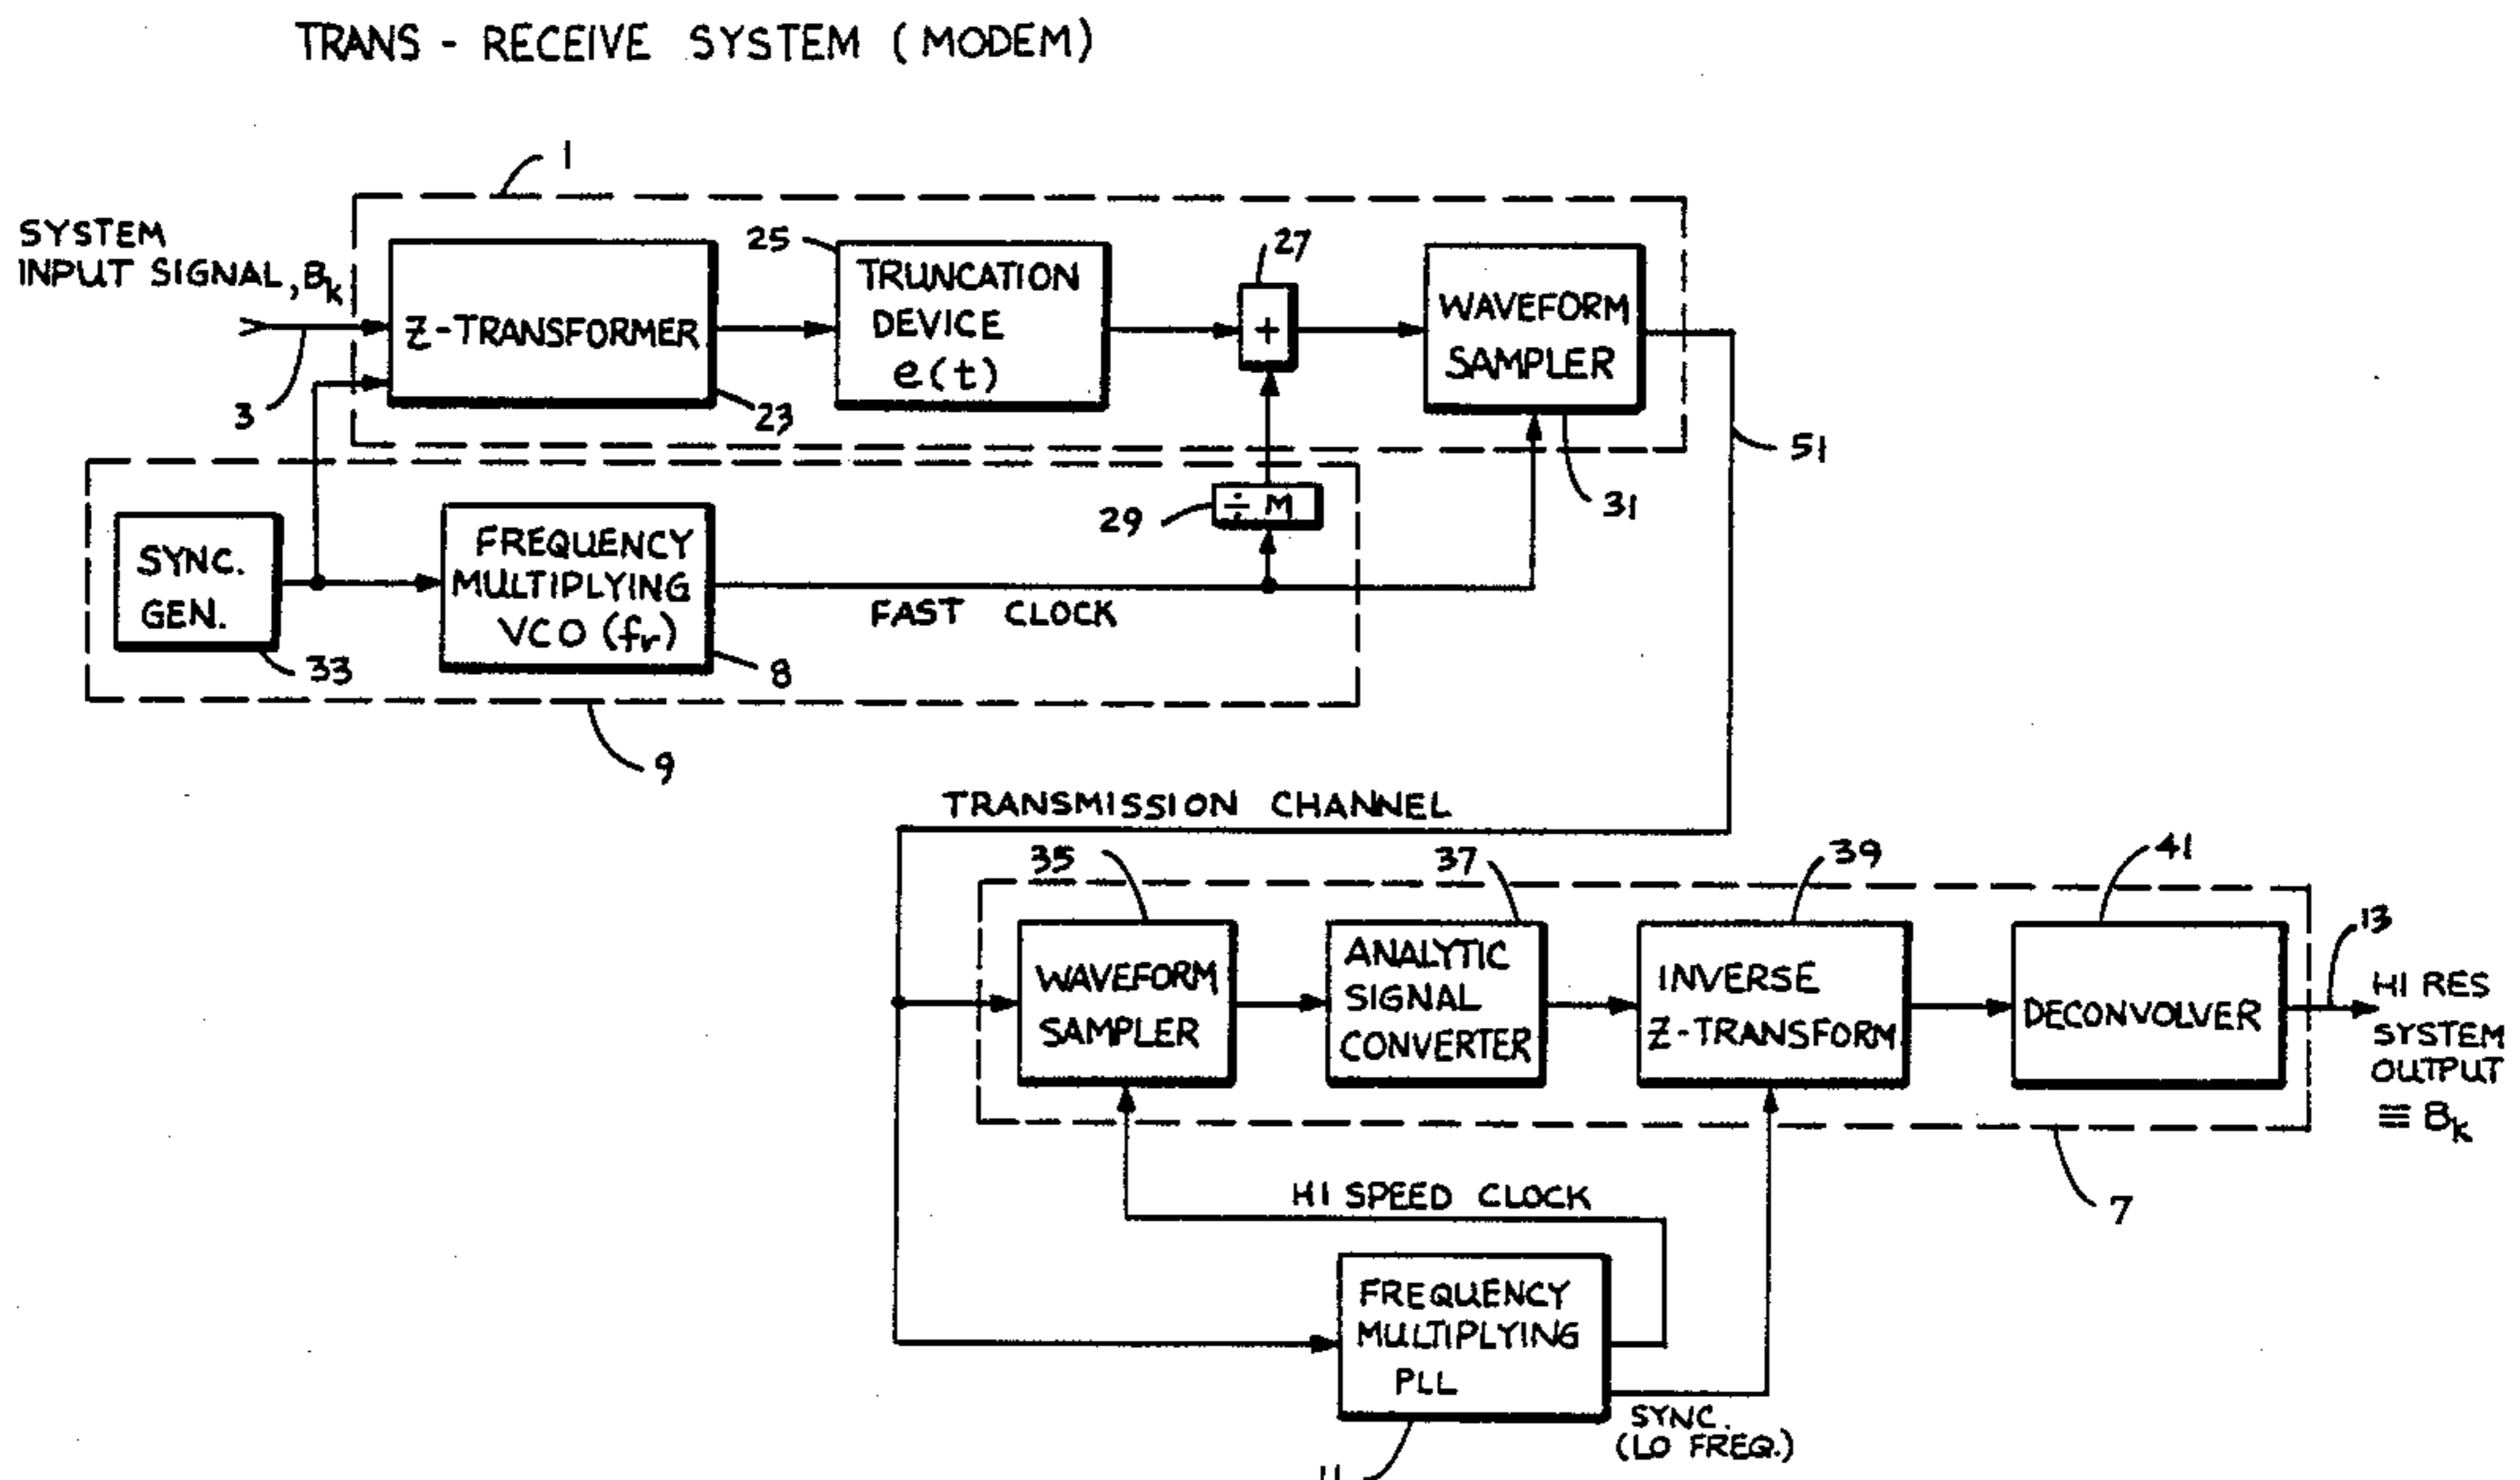 TRANS - RECEIVE SYSTEM (MODEM)
1
SYSTEM
INPUT SIGNAL, Bk
3
Z-TRANSFORMER
23
25
TRUNCATION
DEVICE
e(t)
27
+
WAVEFORM
SAMPLER
31
51
SYNC.
GEN.
33
FREQUENCY
MULTIPLYING
VCO (fr)
8
FAST CLOCK
29
÷ M
9
TRANSMISSION CHANNEL
35
WAVEFORM
SAMPLER
37
ANALYTIC
SIGNAL
CONVERTER
39
INVERSE
Z-TRANSFORM
41
DECONVOLVER
13
HI RES
SYSTEM
OUTPUT
≡ Bk
7
HI SPEED CLOCK
FREQUENCY
MULTIPLYING
PLL
SYNC.
(LO FREQ.)
11